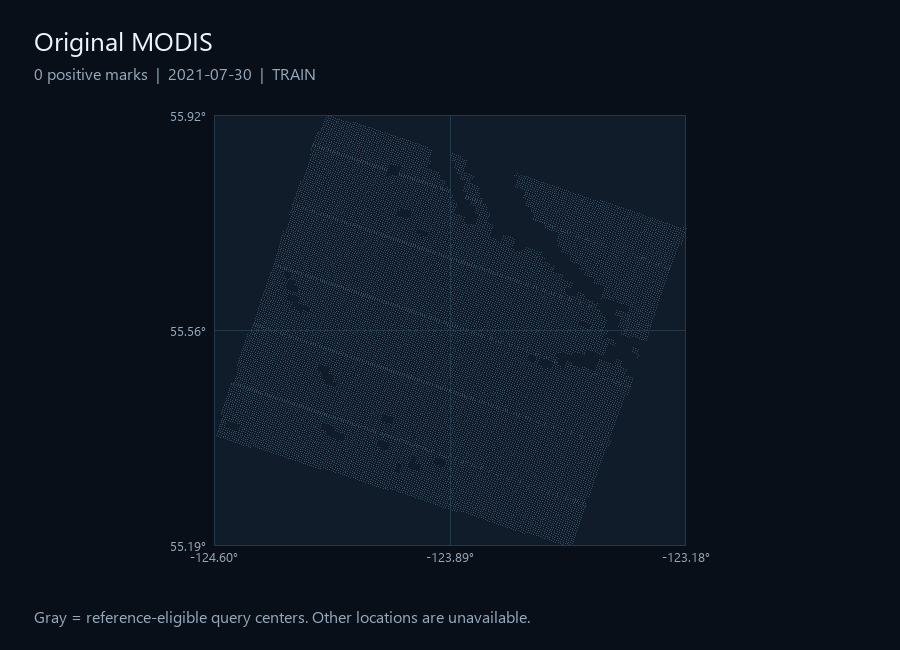 Original MODIS
0 positive marks | 2021-07-30 | TRAIN
55.92°
55.56°
55.19°
-124.60°
-123.89°
-123.18°
Gray = reference-eligible query centers. Other locations are unavailable.